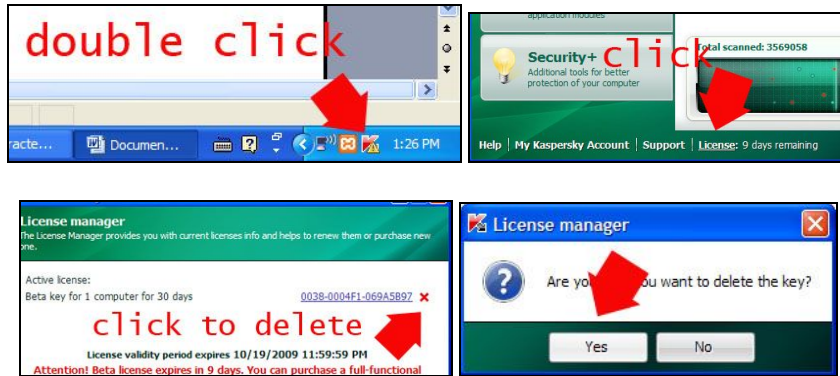 double click
racte...
Documen...
1:26 PM
application modules
Security+
click
Additional tools for better
protection of your computer
Total scanned: 3569058
Help | My Kaspersky Account | Support | License: 9 days remaining
License manager
The License Manager provides you with current licenses info and helps to renew them or purchase new
one.
Active license:
Beta key for 1 computer for 30 days
0038-0004F1-069A5B97
click to delete
License validity period expires 10/19/2009 11:59:59 PM
Attention! Beta license expires in 9 days. You can purchase a full-functional
License manager
Are you want to delete the key?
Yes
No